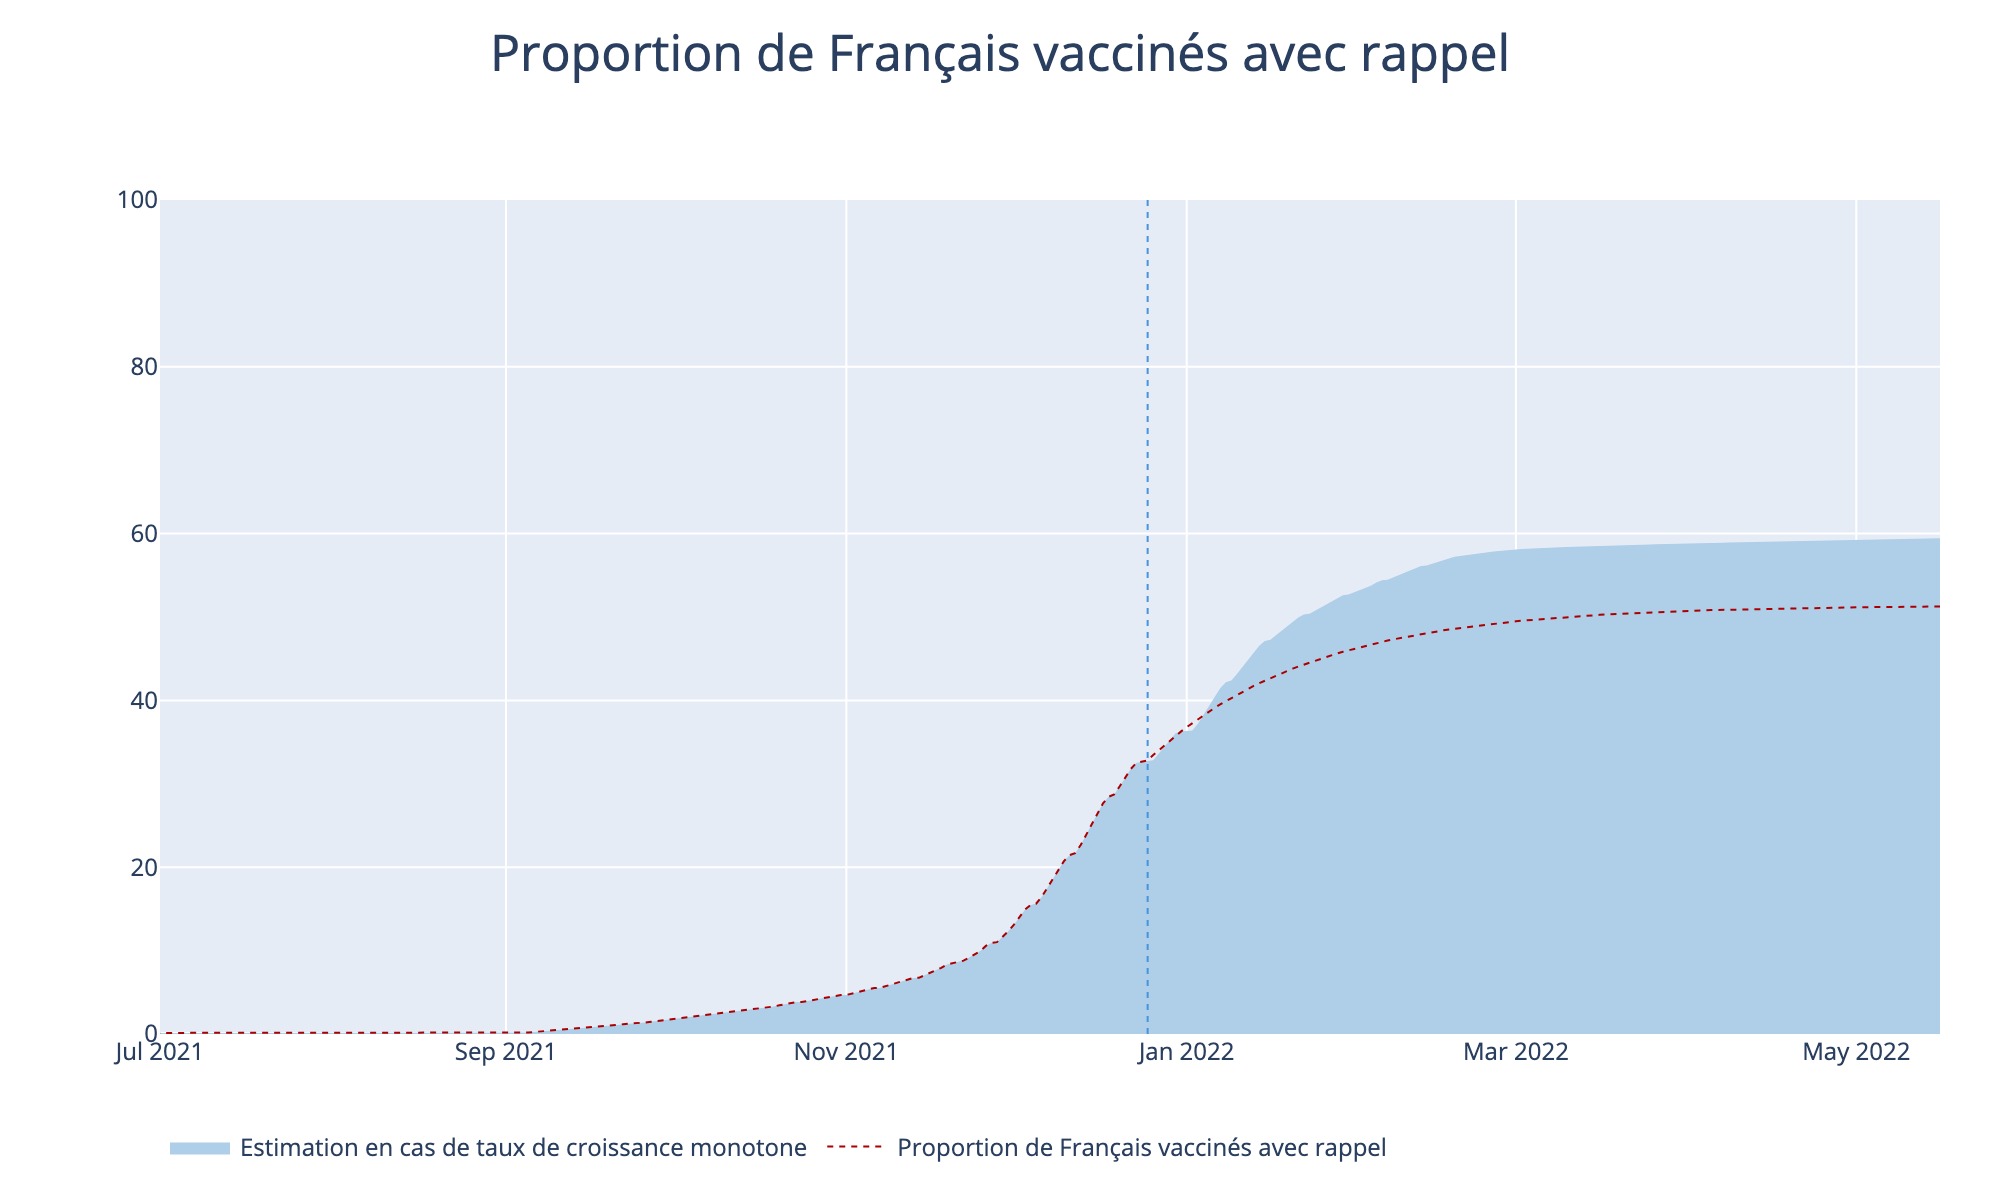 Proportion de Français vaccinés avec rappel
100
80
60
40
20
0
Jul 2021 Sep 2021 Nov 2021 Jan 2022 Mar 2022 May 2022
Estimation en cas de taux de croissance monotone Proportion de Français vaccinés avec rappel